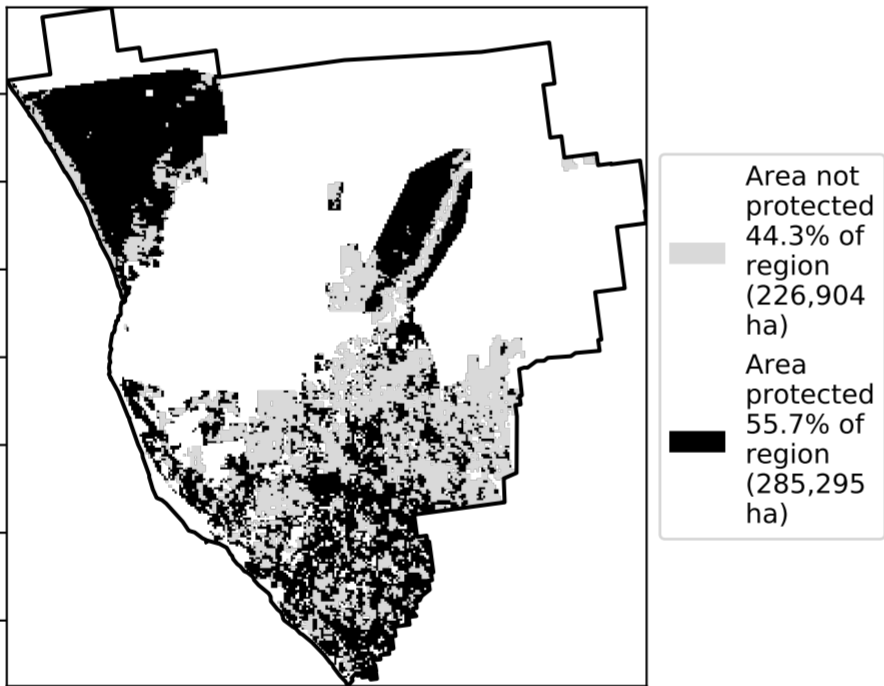 Area not
protected
44.3% of
region
(226,904
ha)
Area
protected
55.7% of
region
(285,295
ha)